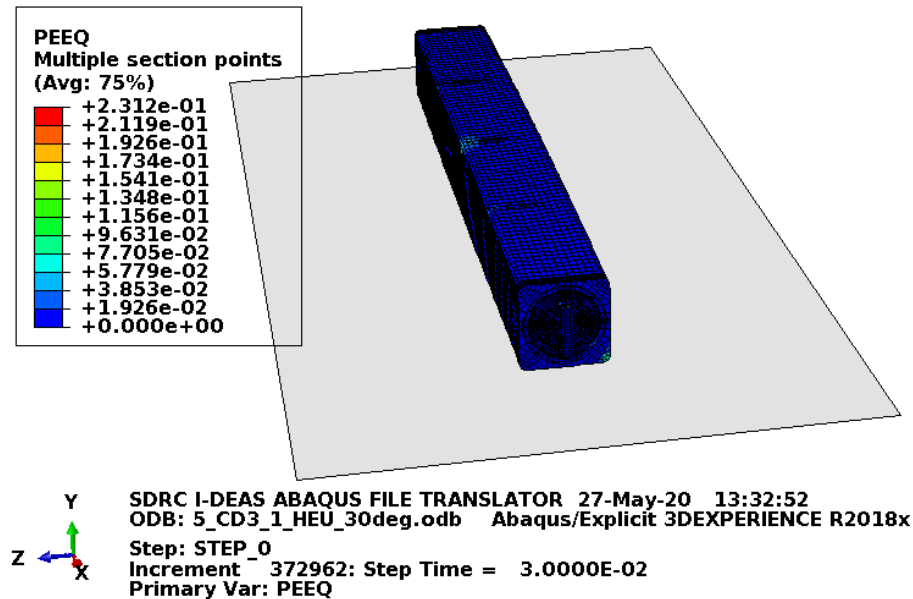 PEEQ
Multiple section points
(Avg: 75%)
+2.312e-01
+2.119e-01
+1.926e-01
+1.734e-01
+1.541e-01
+1.348e-01
+1.156e-01
+9.631e-02
+7.705e-02
+5.779e-02
+3.853e-02
+1.926e-02
+0.000e+00
Y
Z
X
SDRC I-DEAS ABAQUS FILE TRANSLATOR 27-May-20 13:32:52
ODB: 5_CD3_1_HEU_30deg.odb Abaqus/Explicit 3DEXPERIENCE R2018x
Step: STEP_0
Increment 372962: Step Time = 3.0000E-02
Primary Var: PEEQ